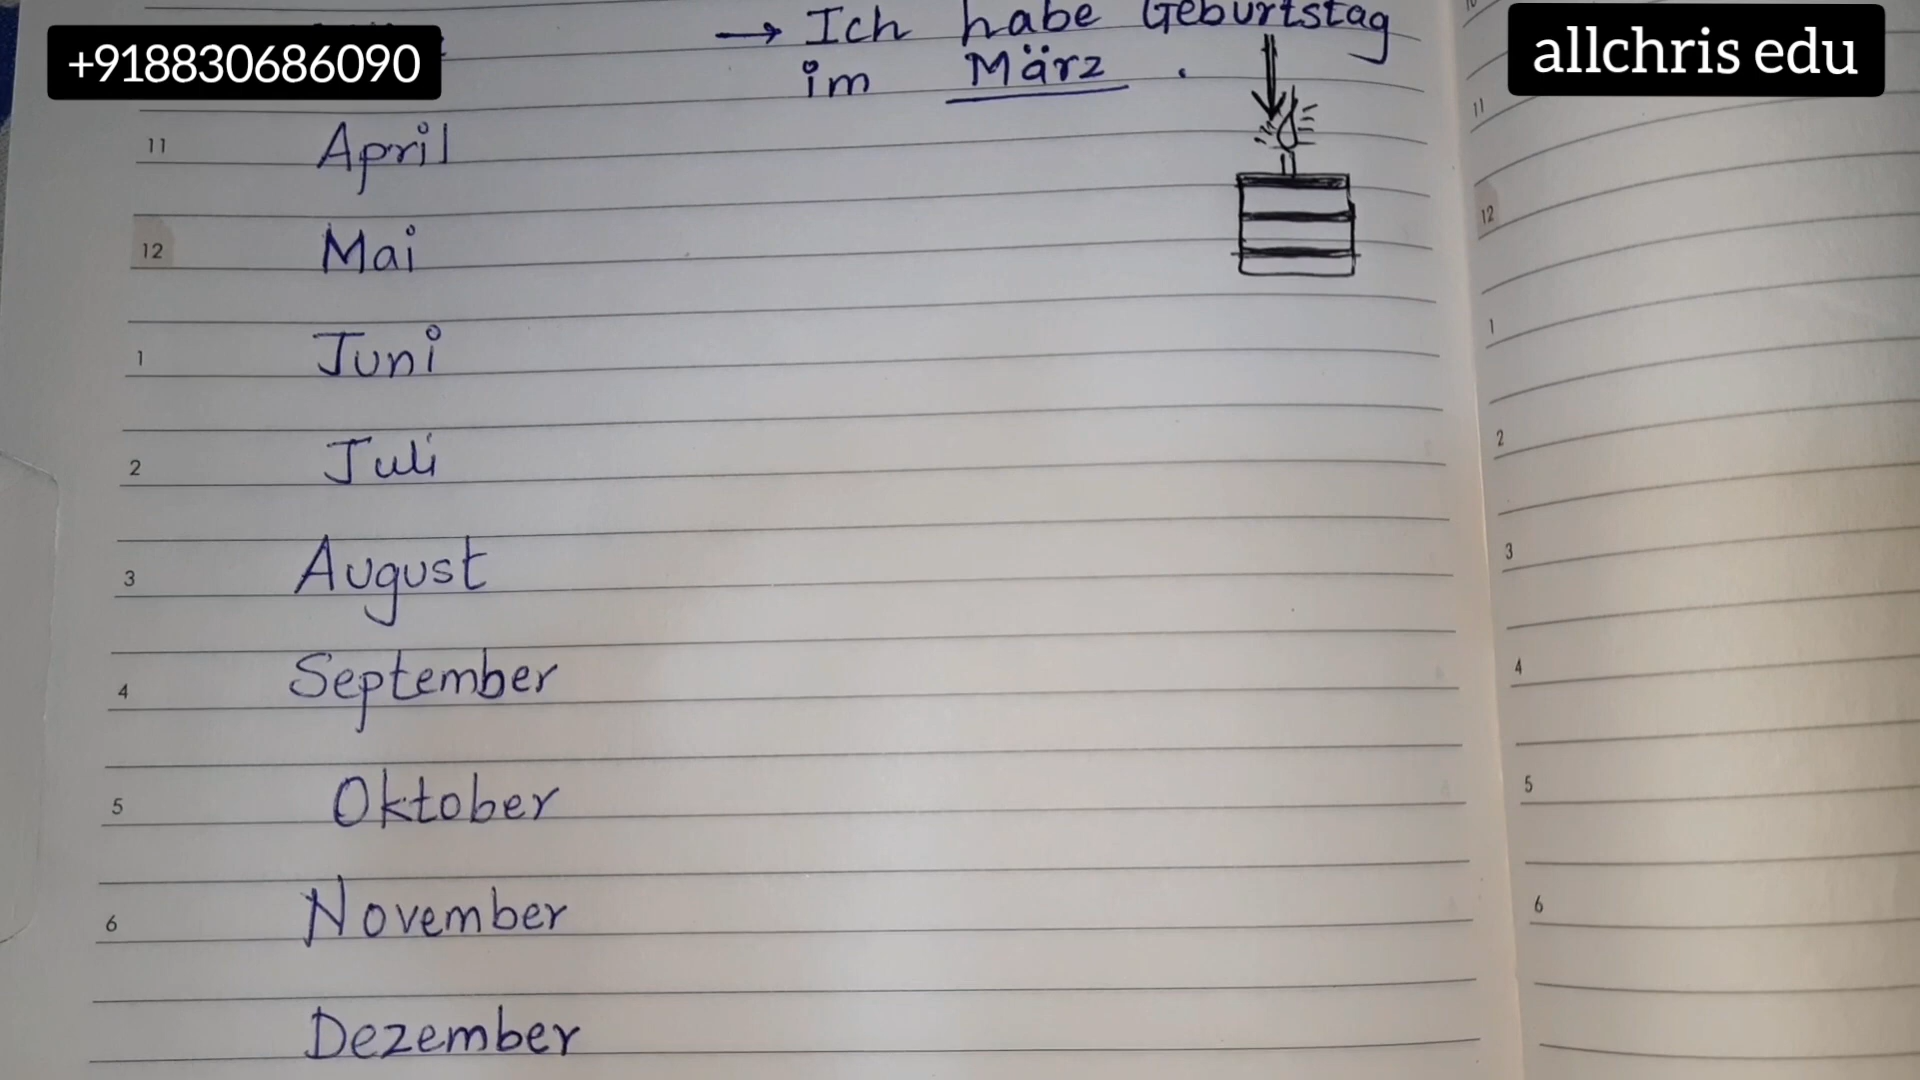 +918830686090
allchris edu
→ Ich habe Geburtstag
im März .
11 April
12 Mai
1 Juni
2 Juli
3 August
4 September
5 Oktober
6 November
Dezember
11
12
1
2
3
4
5
6